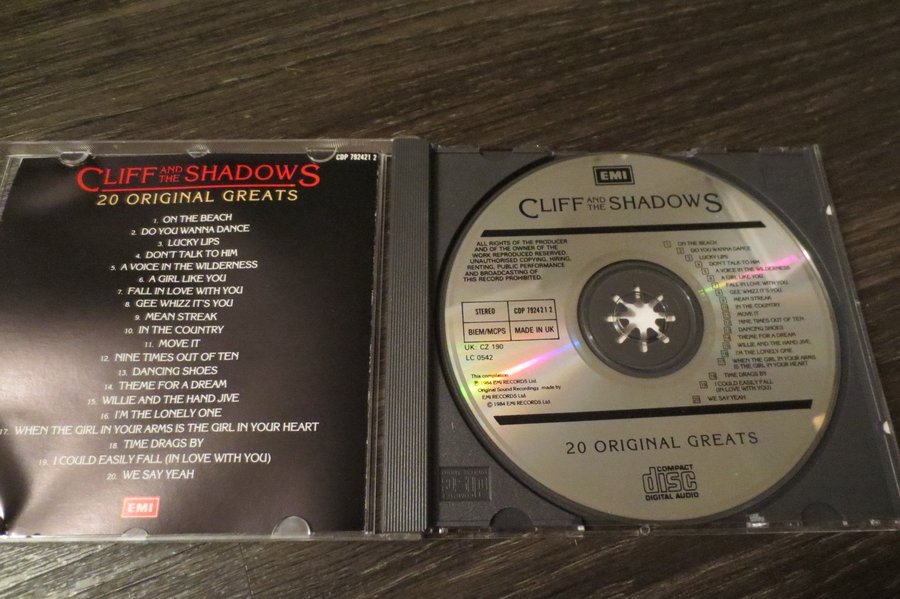 CDP 792421 2
CLIFF AND THE SHADOWS
20 ORIGINAL GREATS
1. ON THE BEACH
2. DO YOU WANNA DANCE
3. LUCKY LIPS
4. DON'T TALK TO HIM
5. A VOICE IN THE WILDERNESS
6. A GIRL LIKE YOU
7. FALL IN LOVE WITH YOU
8. GEE WHIZZ IT'S YOU
9. MEAN STREAK
10. IN THE COUNTRY
11. MOVE IT
12. NINE TIMES OUT OF TEN
13. DANCING SHOES
14. THEME FOR A DREAM
15. WILLIE AND THE HAND JIVE
16. I'M THE LONELY ONE
17. WHEN THE GIRL IN YOUR ARMS IS THE GIRL IN YOUR HEART
18. TIME DRAGS BY
19. I COULD EASILY FALL (IN LOVE WITH YOU)
20. WE SAY YEAH
EMI
EMI
CLIFF AND THE SHADOWS
ALL RIGHTS OF THE PRODUCER
AND OF THE OWNER OF THE
WORK REPRODUCED RESERVED.
UNAUTHORISED COPYING, HIRING,
RENTING, PUBLIC PERFORMANCE
AND BROADCASTING OF
THIS RECORD PROHIBITED.
STEREO
CDP 792421 2
BIEM/MCPS
MADE IN UK
UK: CZ 190
LC 0542
This compilation
℗ 1984 EMI RECORDS Ltd.
Original Sound Recordings made by
EMI RECORDS Ltd.
© 1984 EMI RECORDS Ltd.
1 ON THE BEACH
2 DO YOU WANNA DANCE
3 LUCKY LIPS
4 DON'T TALK TO HIM
5 A VOICE IN THE WILDERNESS
6 A GIRL LIKE YOU
7 FALL IN LOVE WITH YOU
8 GEE WHIZZ IT'S YOU
9 MEAN STREAK
10 IN THE COUNTRY
11 MOVE IT
12 NINE TIMES OUT OF TEN
13 DANCING SHOES
14 THEME FOR A DREAM
15 WILLIE AND THE HAND JIVE
16 I'M THE LONELY ONE
17 WHEN THE GIRL IN YOUR ARMS
IS THE GIRL IN YOUR HEART
18 TIME DRAGS BY
19 I COULD EASILY FALL
(IN LOVE WITH YOU)
20 WE SAY YEAH
20 ORIGINAL GREATS
COMPACT
disc
DIGITAL AUDIO